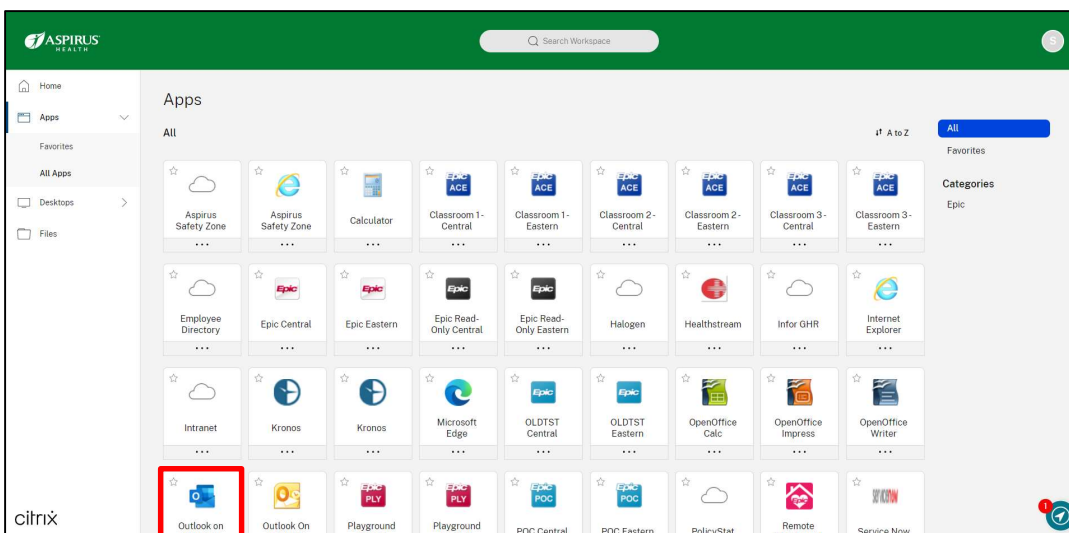 ASPIRUS
HEALTH
Search Workspace
S
Home
Apps
Favorites
All Apps
Desktops
Files
citrix
Apps
All
A to Z
All
Favorites
Categories
Epic
Aspirus
Safety Zone
Aspirus
Safety Zone
Calculator
Epic
ACE
Classroom 1 -
Central
Epic
ACE
Classroom 1 -
Eastern
Epic
ACE
Classroom 2 -
Central
Epic
ACE
Classroom 2 -
Eastern
Epic
ACE
Classroom 3 -
Central
Epic
ACE
Classroom 3 -
Eastern
Employee
Directory
Epic
Epic Central
Epic
Epic Eastern
Epic
Epic Read-
Only Central
Epic
Epic Read-
Only Eastern
Halogen
Healthstream
Infor GHR
Internet
Explorer
Intranet
Kronos
Kronos
Microsoft
Edge
Epic
OLDTST
Central
Epic
OLDTST
Eastern
OpenOffice
Calc
OpenOffice
Impress
OpenOffice
Writer
Outlook on
Outlook On
Epic
PLY
Playground
Epic
PLY
Playground
Epic
POC
POC Central
Epic
POC
POC Eastern
PolicyStat
Epic
Remote
servicenow
Service Now
1